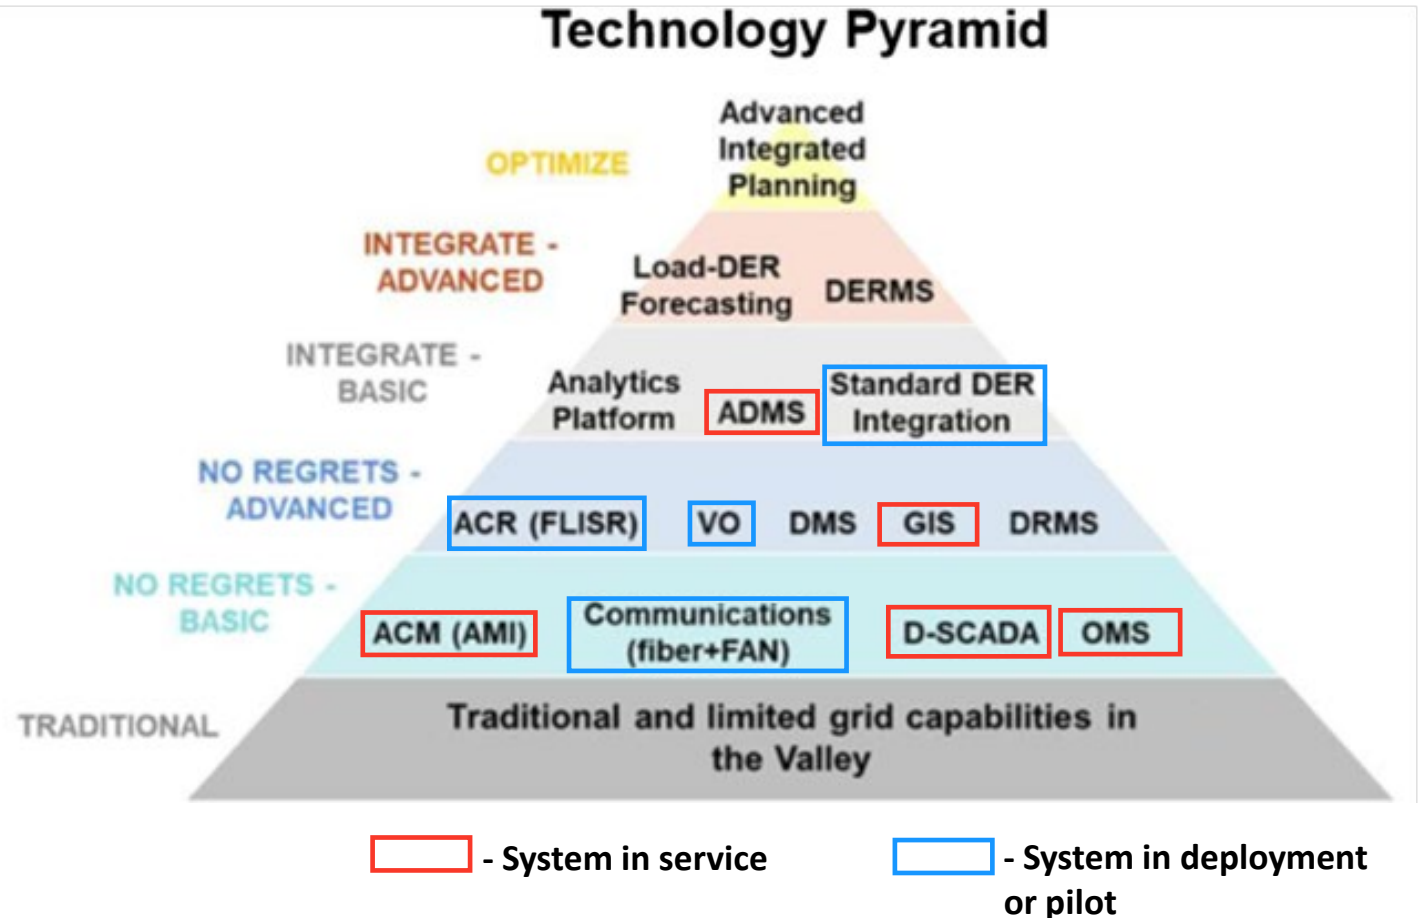 Technology Pyramid
Advanced
Integrated
Planning
OPTIMIZE
INTEGRATE -
ADVANCED
Load-DER
Forecasting
DERMS
INTEGRATE -
BASIC
Analytics
Platform
ADMS
Standard DER
Integration
NO REGRETS -
ADVANCED
ACR (FLISR)
VO
DMS
GIS
DRMS
NO REGRETS -
BASIC
ACM (AMI)
Communications
(fiber+FAN)
D-SCADA
OMS
TRADITIONAL
Traditional and limited grid capabilities in
the Valley
- System in service
- System in deployment
or pilot